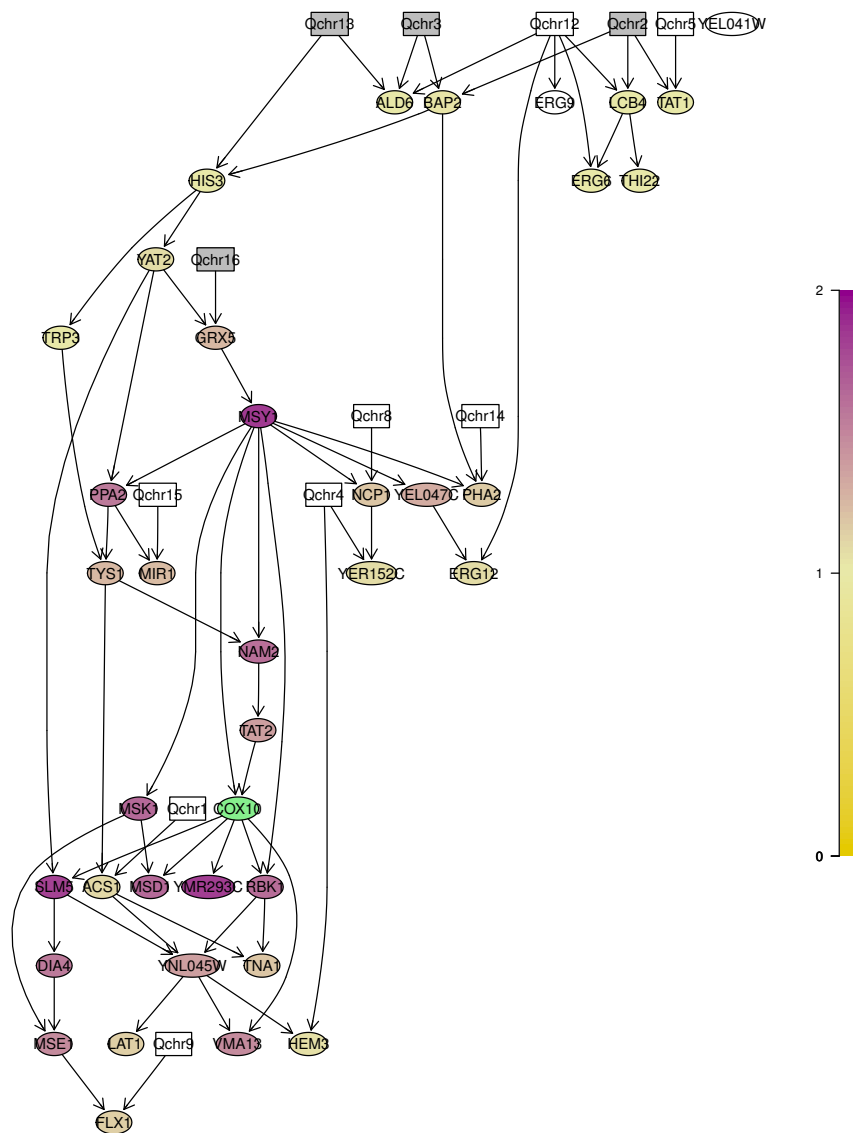 Qchr13 Qchr3 Qchr12 Qchr2 Qchr5 YEL041W
ALD6 BAP2 ERG9 LCB4 TAT1
HIS3 ERG6 THI22
YAT2 Qchr16
2
TRP3 GRX5
MSY1 Qchr8 Qchr14
PPA2 Qchr15 Qchr4 NCP1 YEL047C PHA2
TYS1 MIR1 YER152C ERG12 1
NAM2
TAT2
MSK1 Qchr1 COX10
0
SLM5 ACS1 MSD1 YMR293C RBK1
DIA4 YNL045W TNA1
MSE1 LAT1 Qchr9 VMA13 HEM3
FLX1